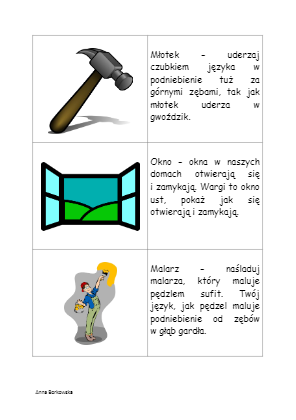 Młotek - uderzaj
czubkiem języka w
podniebienie tuż za
górnymi zębami, tak jak
młotek uderza w
gwoździk.
Okno - okna w naszych
domach otwierają się
i zamykają, Wargi to okno
ust, pokaż jak się
otwierają i zamykają.
Malarz - naśladuj
malarza, który maluje
pędzlem sufit. Twój
język, jak pędzel maluje
podniebienie od zębów
w głąb gardła.
Anna Borkowska